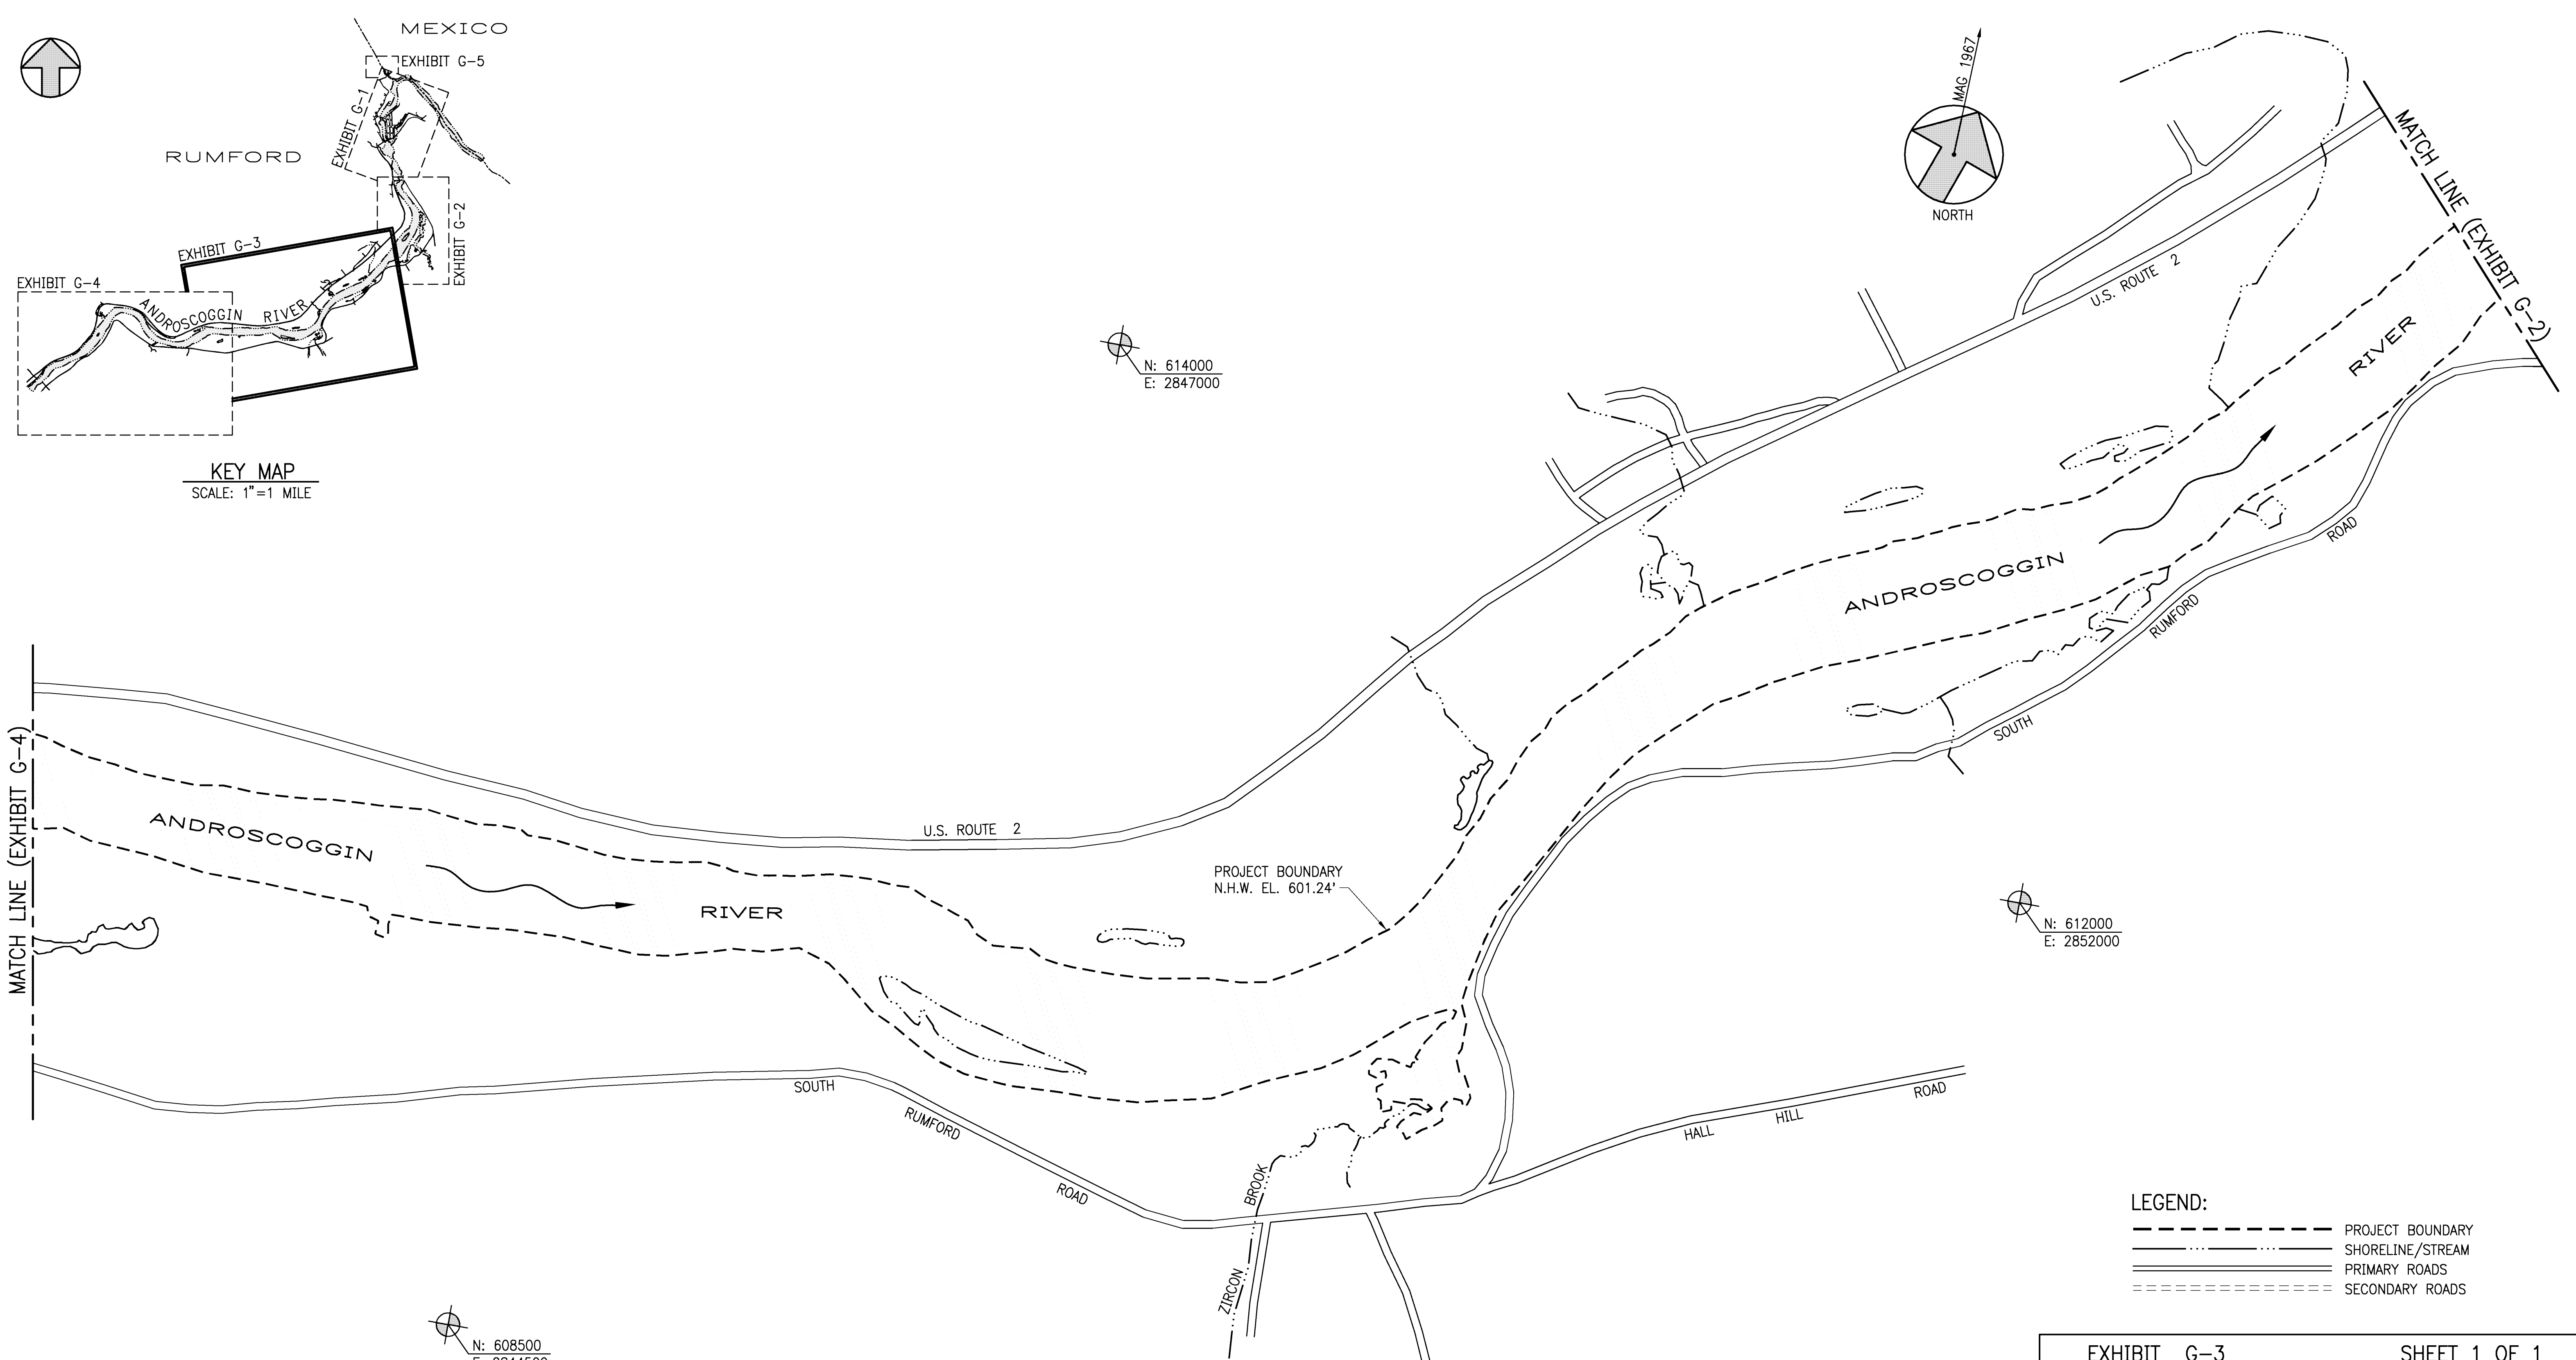 MEXICO
EXHIBIT G-5
EXHIBIT G-1
RUMFORD
EXHIBIT G-2
EXHIBIT G-3
EXHIBIT G-4
ANDROSCOGGIN RIVER
KEY MAP
SCALE: 1"=1 MILE
MAG 1967
NORTH
MATCH LINE (EXHIBIT G-2)
U.S. ROUTE 2
RIVER
N: 614000
E: 2847000
ROAD
ANDROSCOGGIN
RUMFORD
SOUTH
MATCH LINE (EXHIBIT G-4)
ANDROSCOGGIN
U.S. ROUTE 2
PROJECT BOUNDARY
N.H.W. EL. 601.24'
RIVER
N: 612000
E: 2852000
SOUTH
RUMFORD
ROAD
HALL HILL ROAD
BROOK
ZIRCON
LEGEND:
PROJECT BOUNDARY
SHORELINE/STREAM
PRIMARY ROADS
SECONDARY ROADS
N: 608500
EXHIBIT G-3
SHEET 1 OF 1